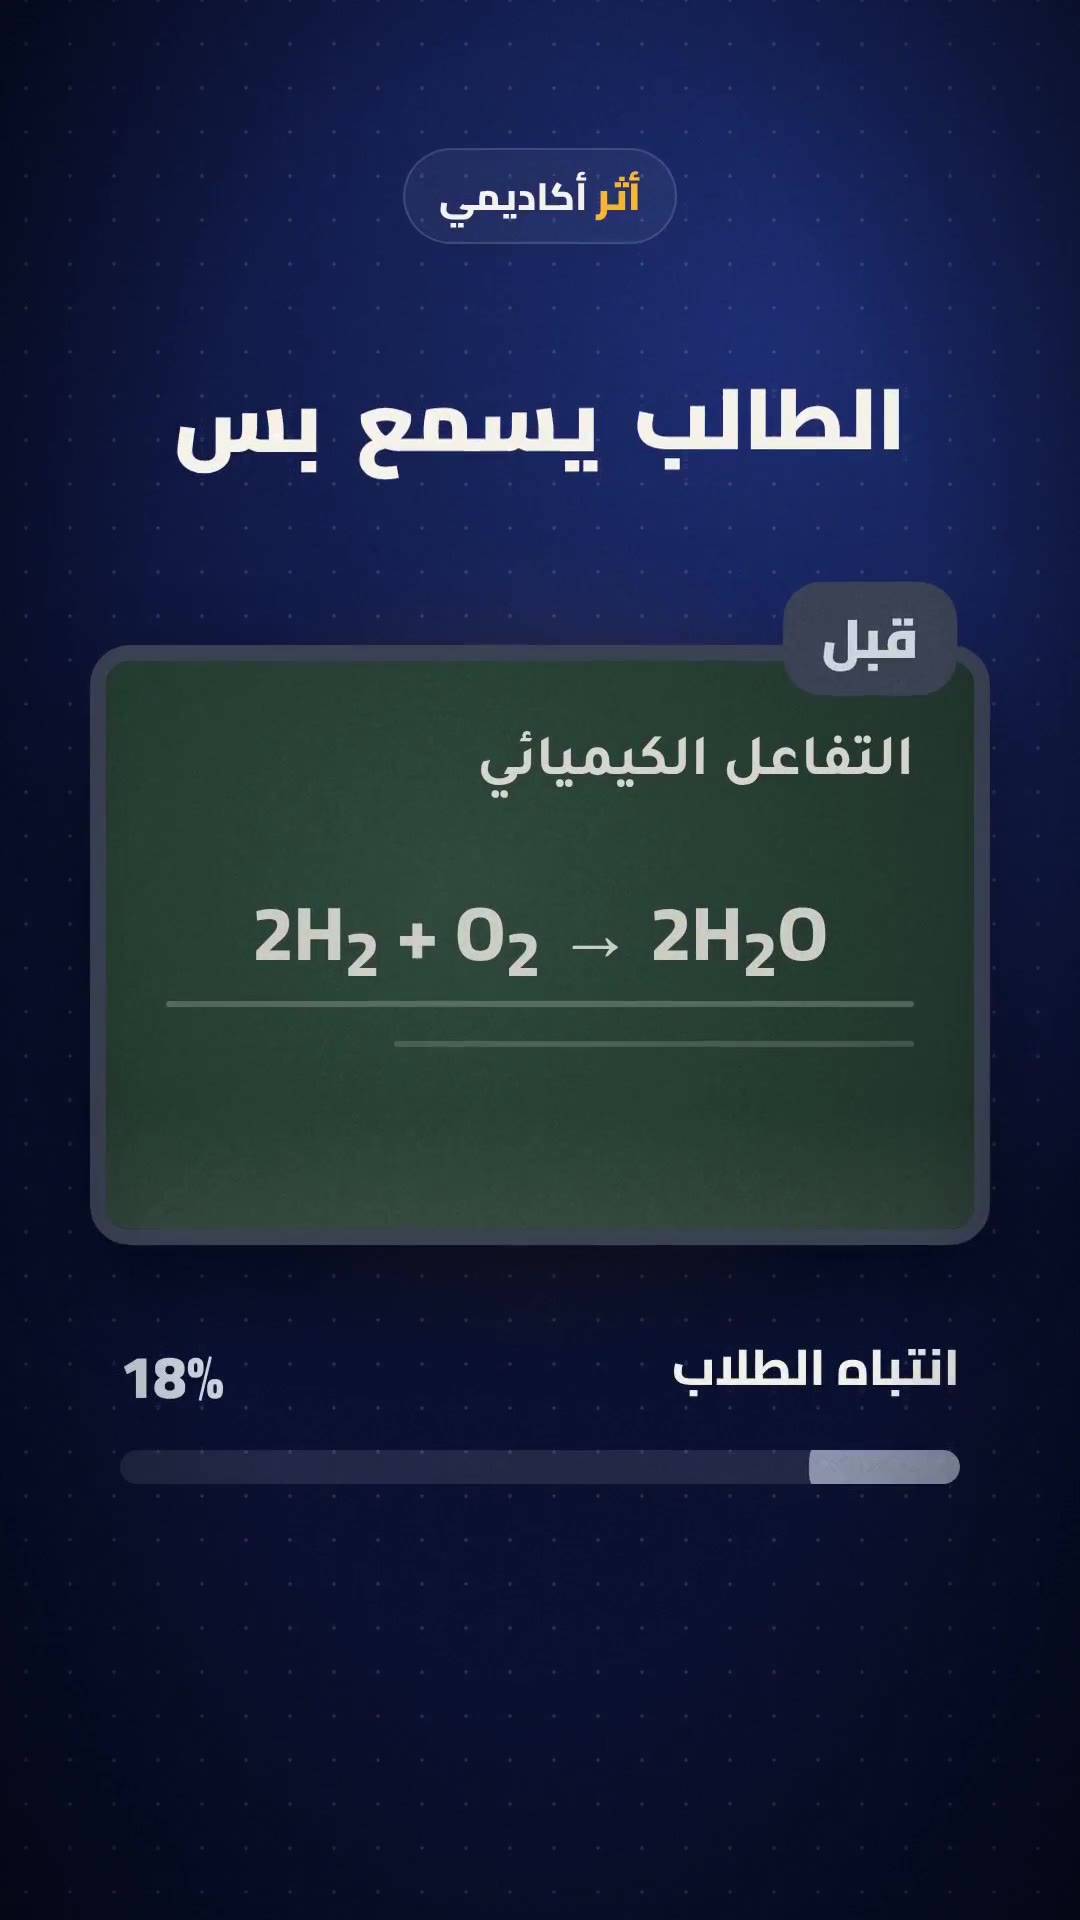 أثر أكاديمي
الطالب يسمع بس
قبل
التفاعل الكيميائي
2H₂ + O₂ → 2H₂O
انتباه الطلاب
18%